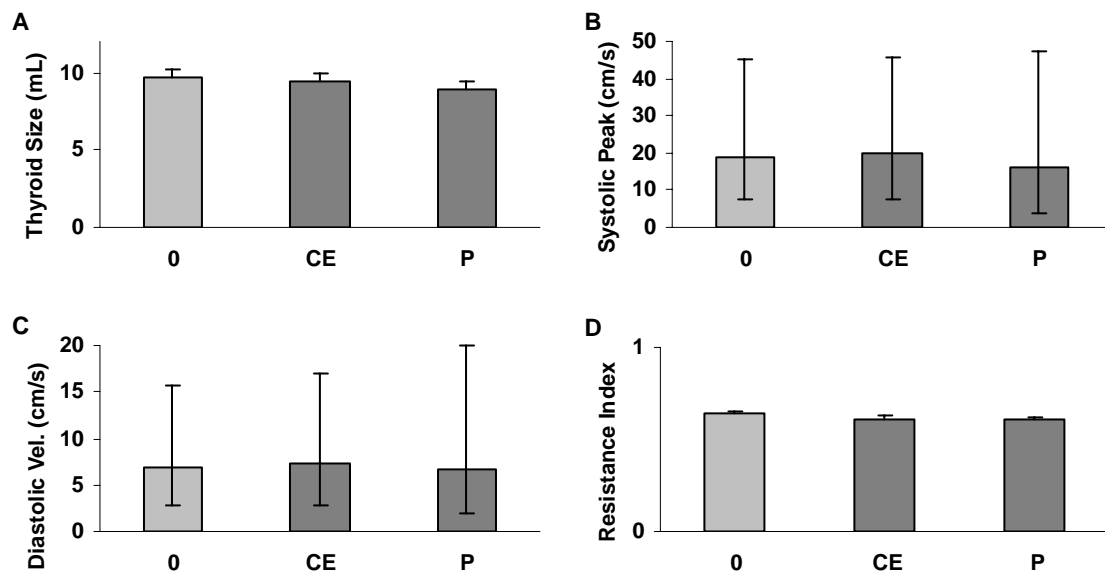 A
Thyroid Size (mL)
10
5
0
0 CE P
B
Systolic Peak (cm/s)
50
40
30
20
10
0
0 CE P
C
Diastolic Vel. (cm/s)
20
15
10
5
0
0 CE P
D
Resistance Index
1
0
0 CE P